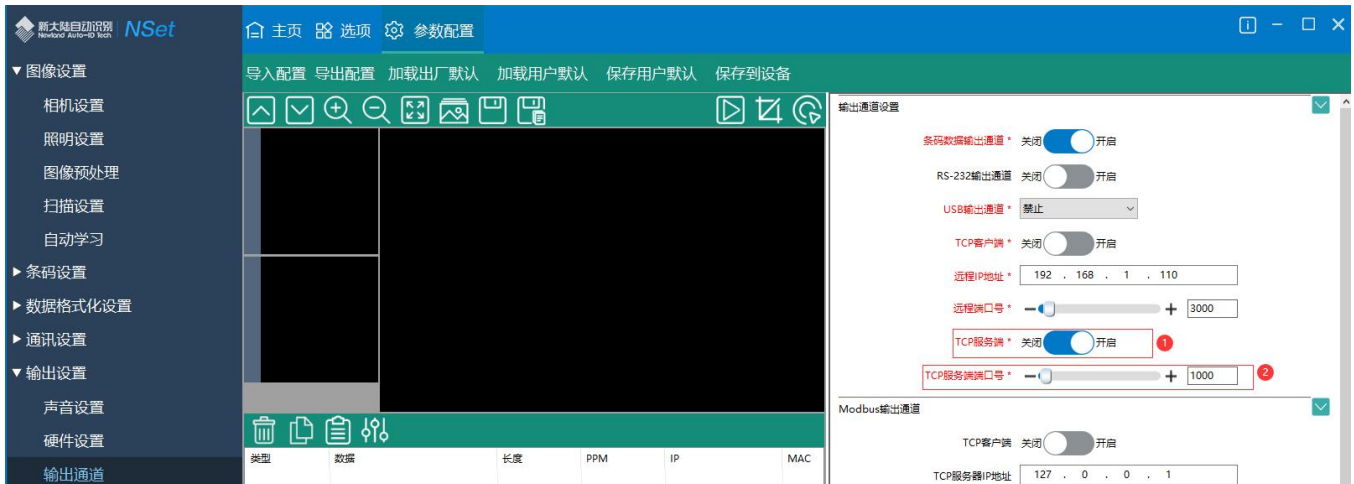 新大陆自动识别 NSet
Newland Auto-ID Tech
主页 选项 参数配置
导入配置 导出配置 加载出厂默认 加载用户默认 保存用户默认 保存到设备
图像设置
相机设置
照明设置
图像预处理
扫描设置
自动学习
条码设置
数据格式化设置
通讯设置
输出设置
声音设置
硬件设置
输出通道
类型 数据 长度 PPM IP MAC
输出通道设置
条码数据输出通道 * 关闭 开启
RS-232输出通道 关闭 开启
USB输出通道 * 禁止
TCP客户端 * 关闭 开启
远程IP地址 * 192 . 168 . 1 . 110
远程端口号 * 3000
TCP服务端 * 关闭 开启 1
TCP服务端端口号 * 1000 2
Modbus输出通道
TCP客户端 关闭 开启
TCP服务器IP地址 127 . 0 . 0 . 1